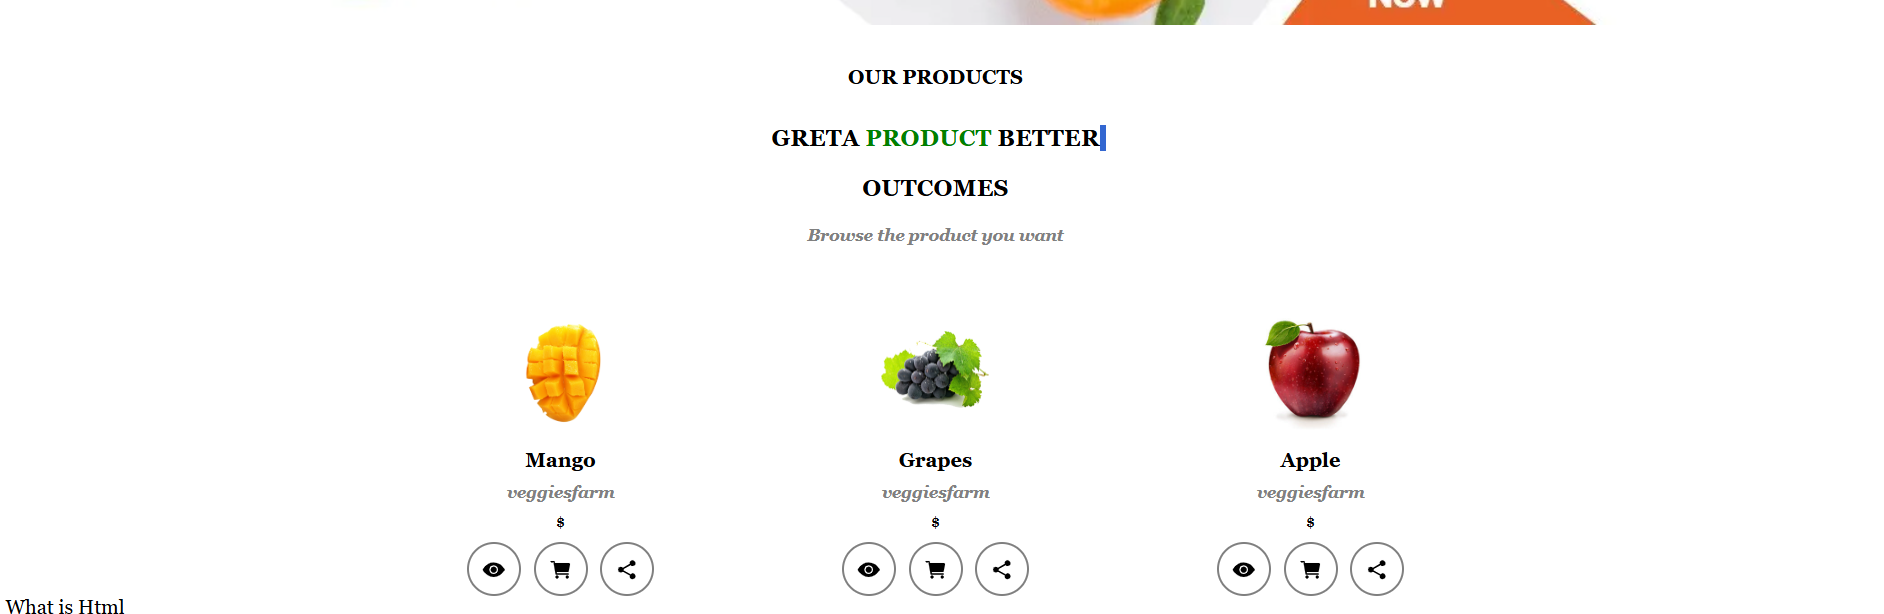 Now
OUR PRODUCTS
GRETA PRODUCT BETTER
OUTCOMES
Browse the product you want
Mango Grapes Apple
veggiesfarm veggiesfarm veggiesfarm
$ $ $
What is Html